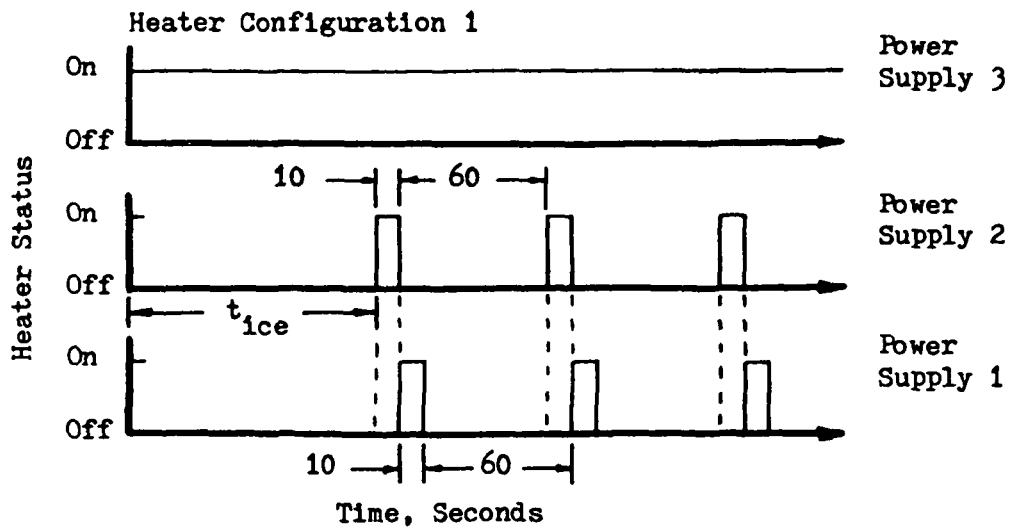 Heater Configuration 1
On
Off
Power
Supply 3
10
60
On
Off
Power
Supply 2
t ice
On
Off
Power
Supply 1
10
60
Heater Status
Time, Seconds